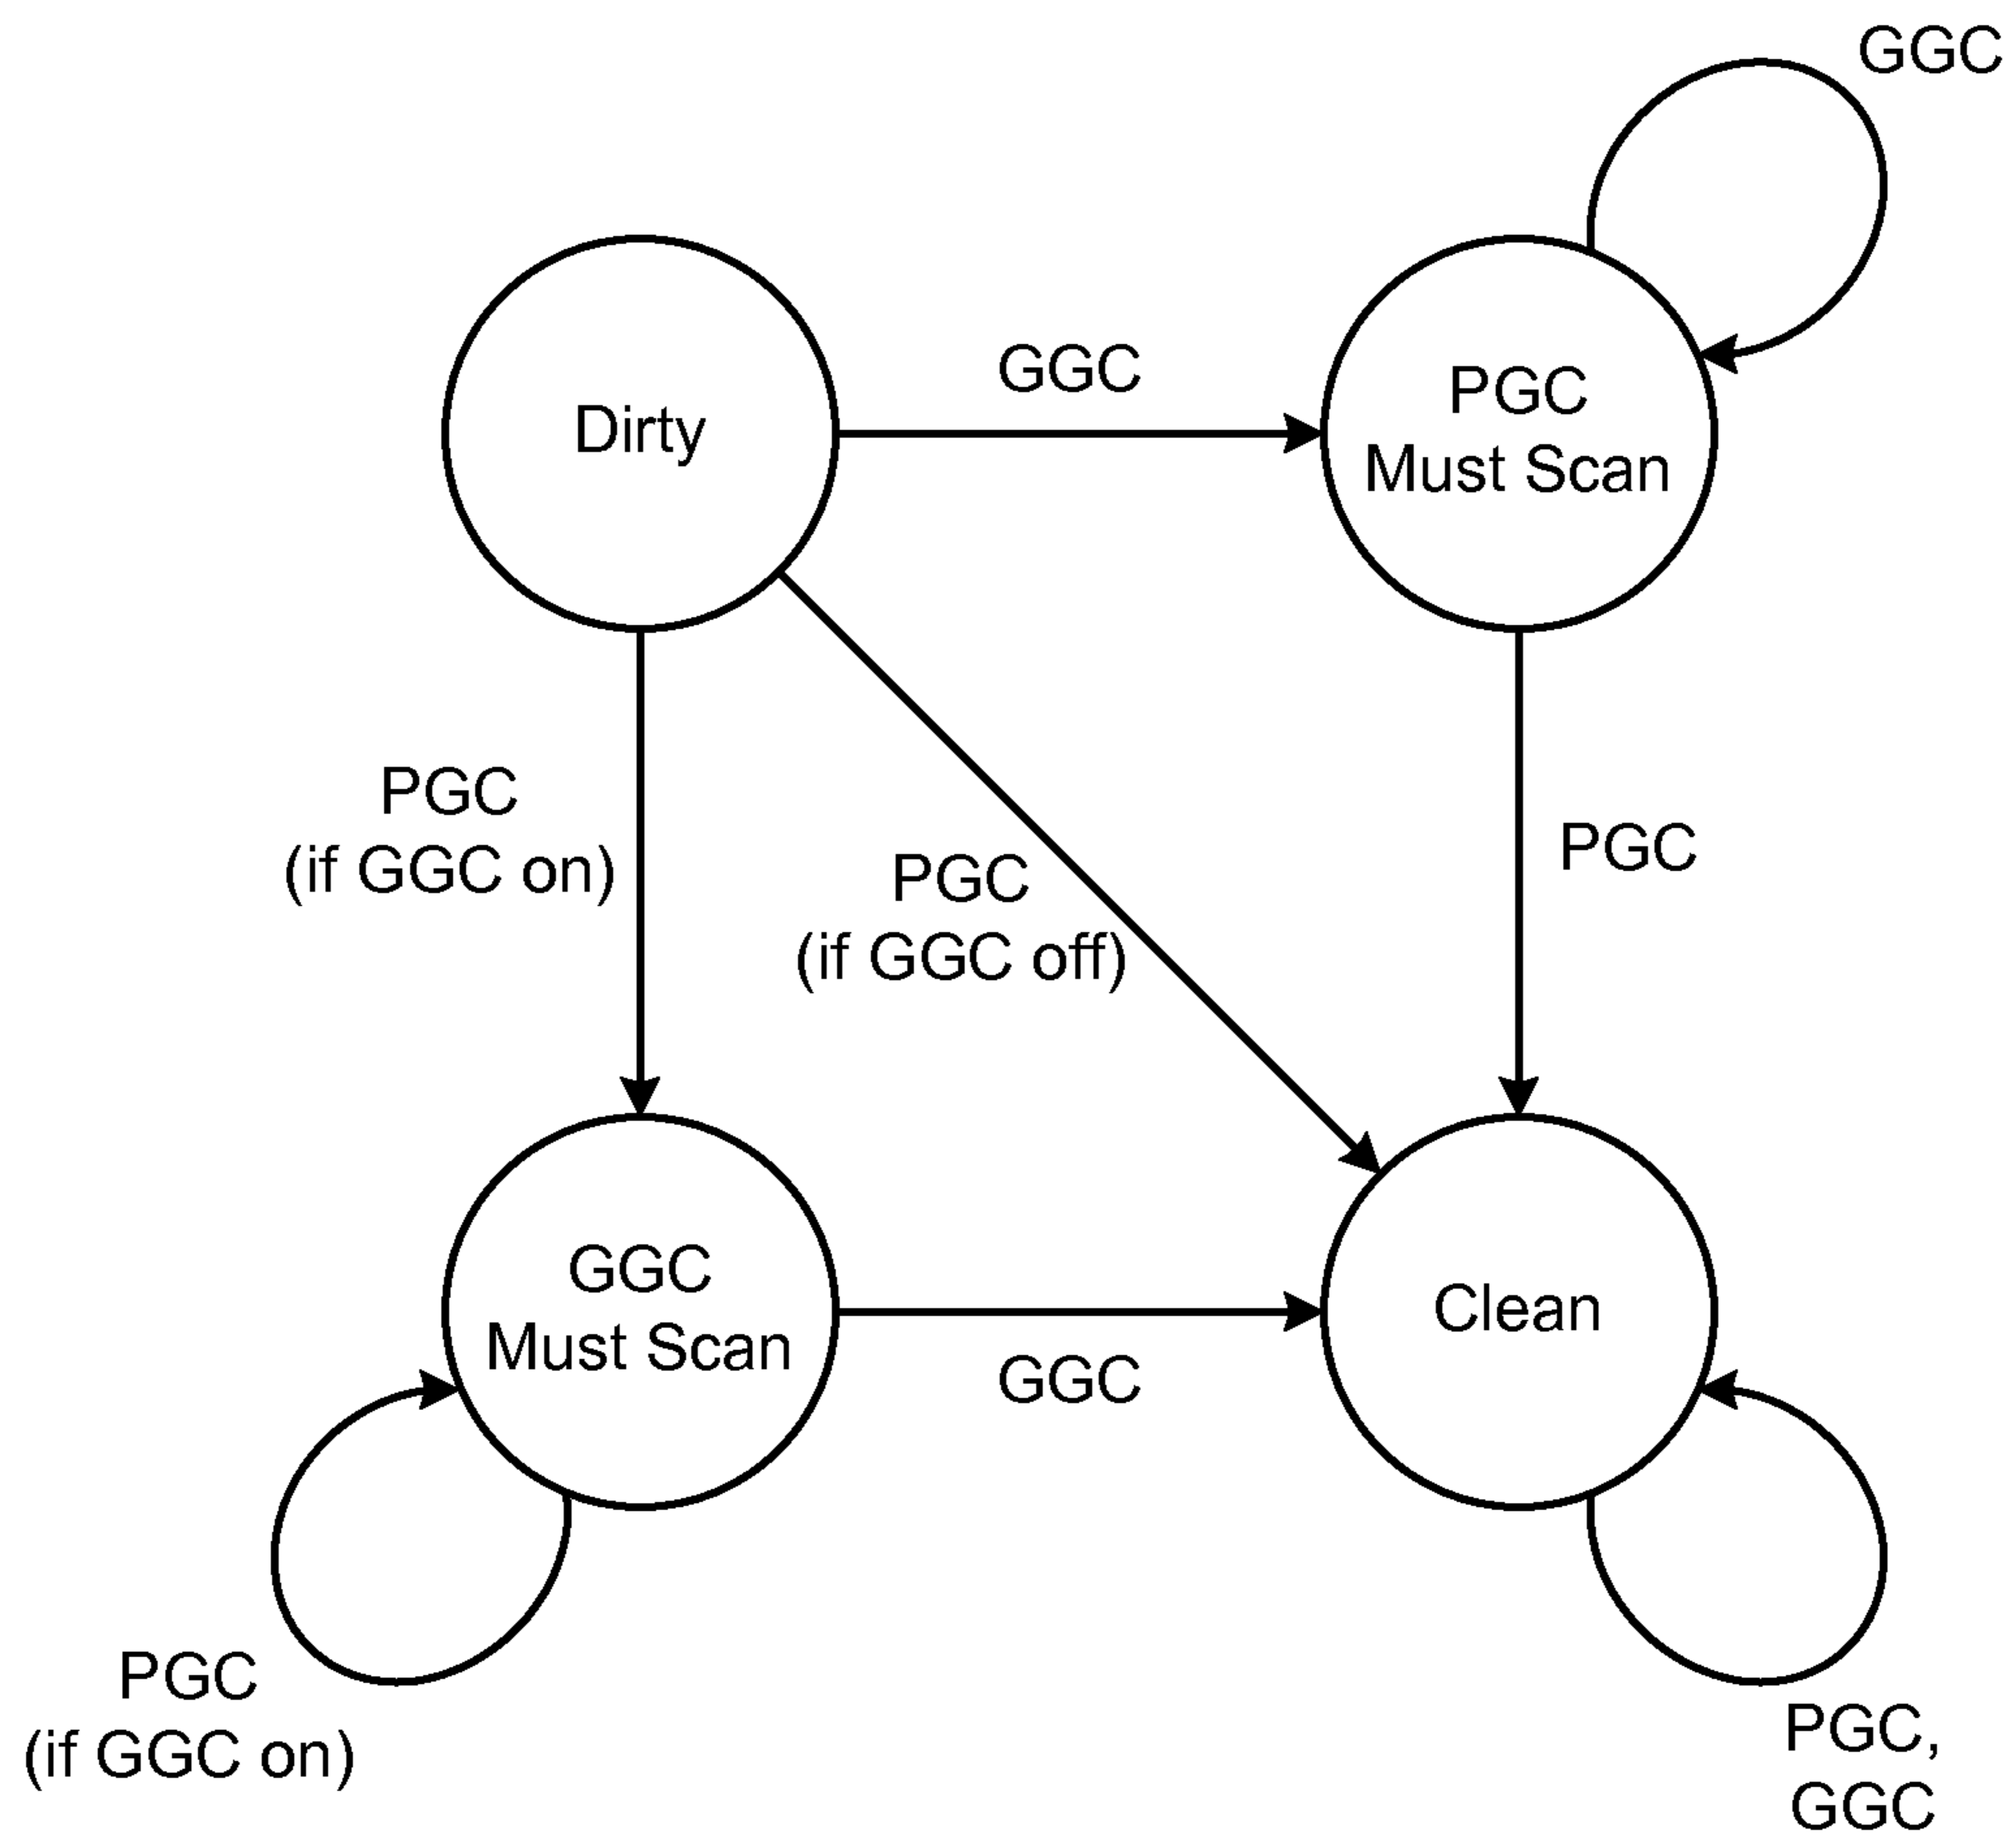 GGC
GGC
Dirty
PGC
Must Scan
PGC
(if GGC on)
PGC
(if GGC off)
PGC
GGC
Must Scan
Clean
GGC
PGC
(if GGC on)
PGC,
GGC